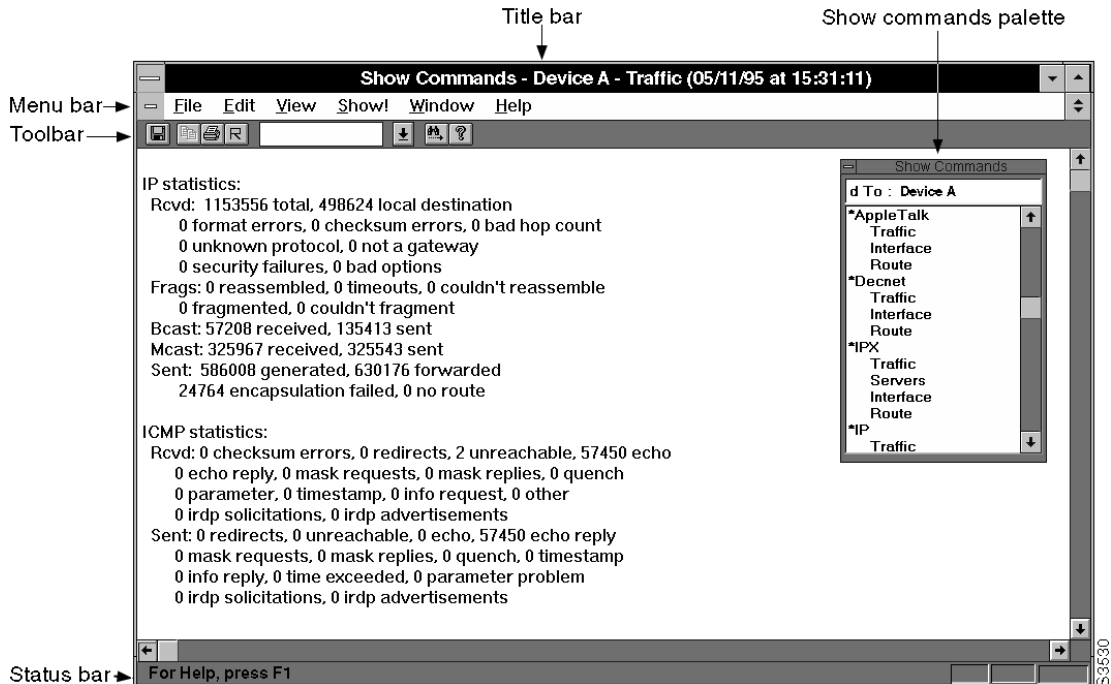 Title bar
Show commands palette
Show Commands - Device A - Traffic (05/11/95 at 15:31:11)
Menu bar
File Edit View Show! Window Help
Toolbar
R ?
IP statistics:
Rcvd: 1153556 total, 498624 local destination
0 format errors, 0 checksum errors, 0 bad hop count
0 unknown protocol, 0 not a gateway
0 security failures, 0 bad options
Frags: 0 reassembled, 0 timeouts, 0 couldn't reassemble
0 fragmented, 0 couldn't fragment
Bcast: 57208 received, 135413 sent
Mcast: 325967 received, 325543 sent
Sent: 586008 generated, 630176 forwarded
24764 encapsulation failed, 0 no route
ICMP statistics:
Rcvd: 0 checksum errors, 0 redirects, 2 unreachable, 57450 echo
0 echo reply, 0 mask requests, 0 mask replies, 0 quench
0 parameter, 0 timestamp, 0 info request, 0 other
0 irdp solicitations, 0 irdp advertisements
Sent: 0 redirects, 0 unreachable, 0 echo, 57450 echo reply
0 mask requests, 0 mask replies, 0 quench, 0 timestamp
0 info reply, 0 time exceeded, 0 parameter problem
0 irdp solicitations, 0 irdp advertisements
Show Commands
d To : Device A
*AppleTalk
Traffic
Interface
Route
*Decnet
Traffic
Interface
Route
*IPX
Traffic
Servers
Interface
Route
*IP
Traffic
Status bar
For Help, press F1
S3530